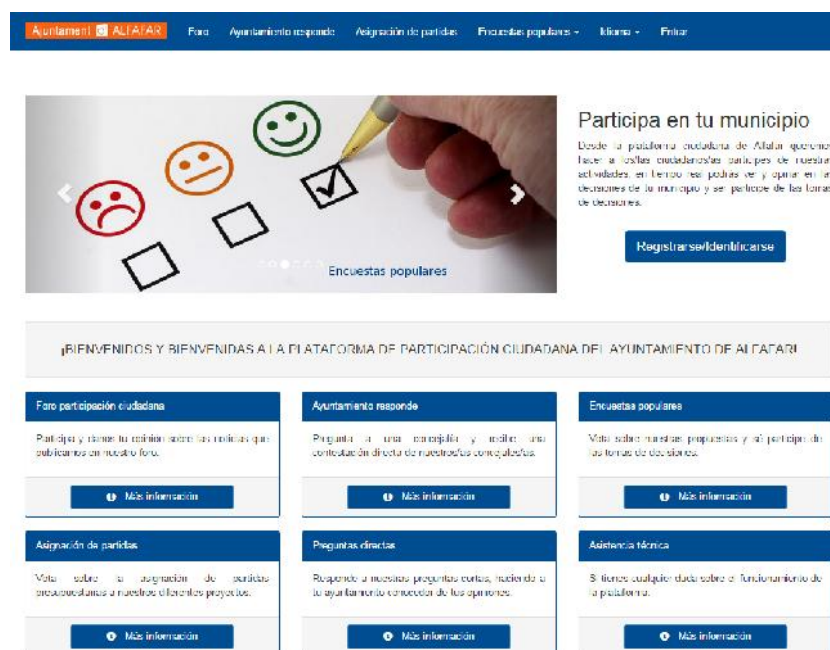 Ajuntament ALFAFAR Foro Ayuntamiento responde Asignación de partidas Encuestas populares Idioma Entrar
Encuestas populares
Participa en tu municipio
Desde la plataforma ciudadana de Alfafar queremos
hacer a los/las ciudadanos/as partícipes de nuestras
actividades, en tiempo real podrás ver y opinar en las
decisiones de tu municipio y ser partícipe de las tomas
de decisiones.
Registrarse/Identificarse
¡BIENVENIDOS Y BIENVENIDAS A LA PLATAFORMA DE PARTICIPACIÓN CIUDADANA DEL AYUNTAMIENTO DE ALFAFAR!
Foro participación ciudadana
Participa y danos tu opinión sobre las noticias que
publicamos en nuestro foro.
Más información
Ayuntamiento responde
Pregunta a una concejalía y recibe una
contestación directa de nuestros/as concejales/as.
Más información
Encuestas populares
Vota sobre nuestras propuestas y sé partícipe de
las tomas de decisiones.
Más información
Asignación de partidas
Vota sobre la asignación de partidas
presupuestarias a nuestros diferentes proyectos.
Más información
Preguntas directas
Responde a nuestras preguntas cortas, haciendo a
tu ayuntamiento conocedor de tus opiniones.
Más información
Asistencia técnica
Si tienes cualquier duda sobre el funcionamiento de
la plataforma.
Más información